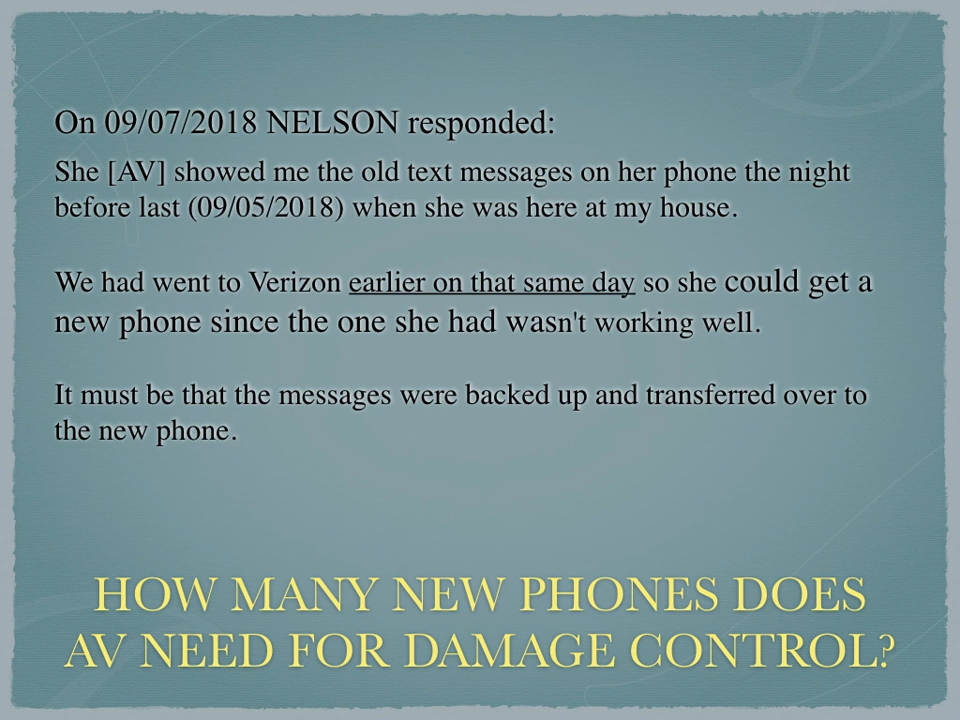 On 09/07/2018 NELSON responded:
She [AV] showed me the old text messages on her phone the night
before last (09/05/2018) when she was here at my house.
We had went to Verizon earlier on that same day so she could get a
new phone since the one she had wasn't working well.
It must be that the messages were backed up and transferred over to
the new phone.
HOW MANY NEW PHONES DOES
AV NEED FOR DAMAGE CONTROL?